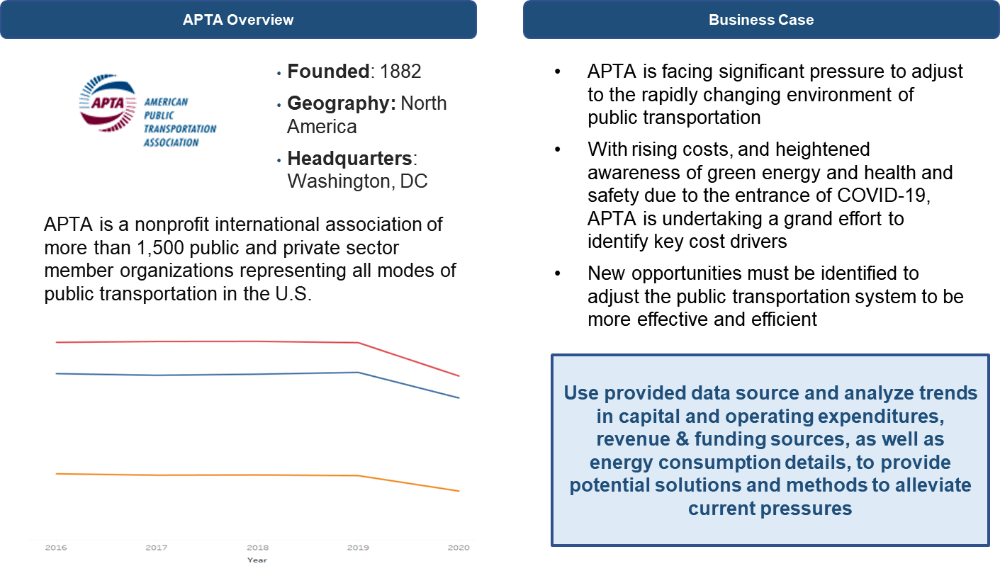 APTA Overview
APTA
AMERICAN
PUBLIC
TRANSPORTATION
ASSOCIATION
• Founded: 1882
• Geography: North
America
• Headquarters:
Washington, DC
APTA is a nonprofit international association of
more than 1,500 public and private sector
member organizations representing all modes of
public transportation in the U.S.
2016 2017 2018 2019 2020
Year
Business Case
• APTA is facing significant pressure to adjust
to the rapidly changing environment of
public transportation
• With rising costs, and heightened
awareness of green energy and health and
safety due to the entrance of COVID-19,
APTA is undertaking a grand effort to
identify key cost drivers
• New opportunities must be identified to
adjust the public transportation system to be
more effective and efficient
Use provided data source and analyze trends
in capital and operating expenditures,
revenue & funding sources, as well as
energy consumption details, to provide
potential solutions and methods to alleviate
current pressures